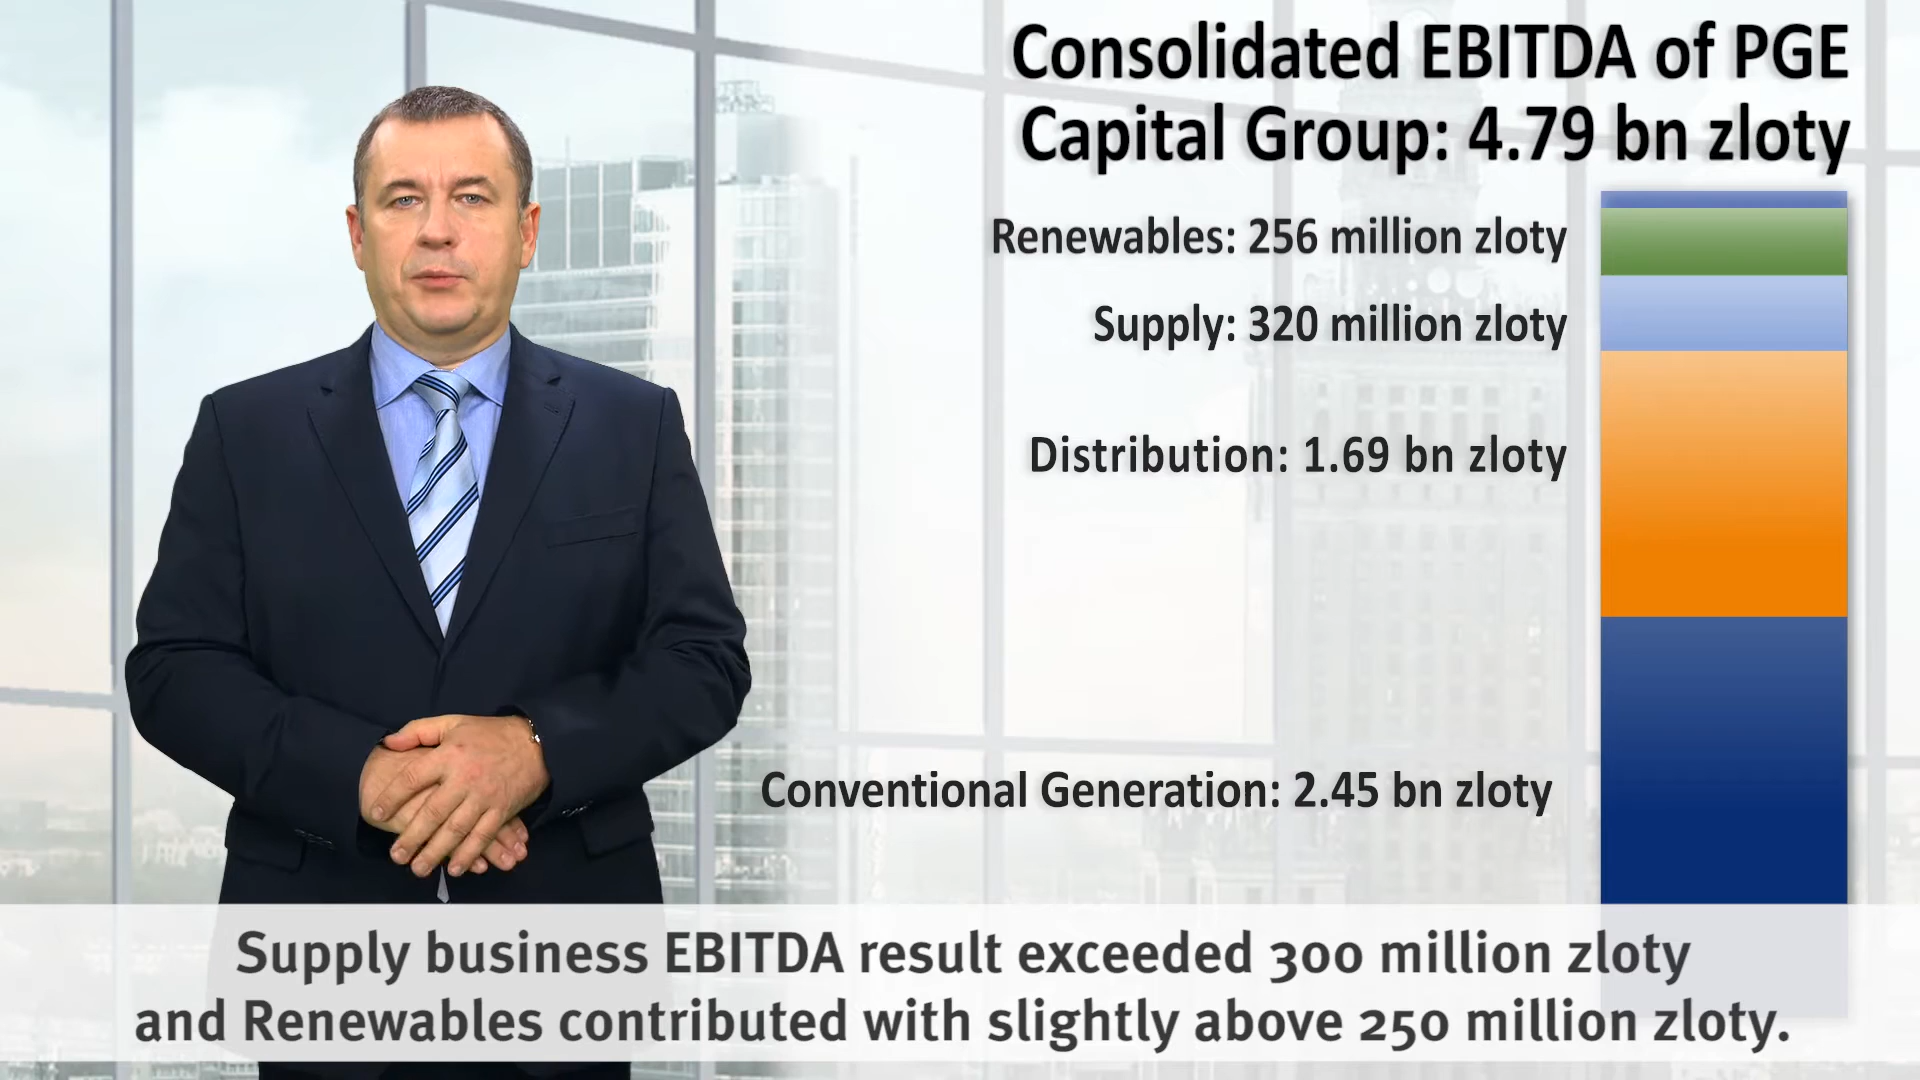 Consolidated EBITDA of PGE
Capital Group: 4.79 bn zloty
Renewables: 256 million zloty
Supply: 320 million zloty
Distribution: 1.69 bn zloty
Conventional Generation: 2.45 bn zloty
Supply business EBITDA result exceeded 300 million zloty
and Renewables contributed with slightly above 250 million zloty.